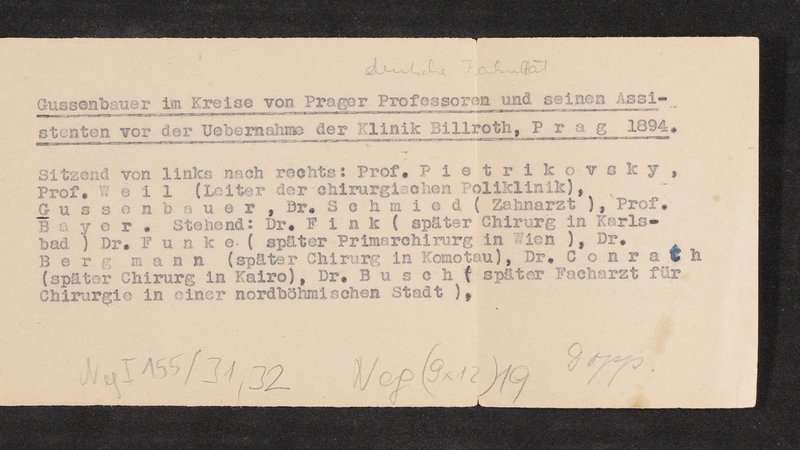 deutsche Fakultät
Gussenbauer im Kreise von Prager Professoren und seinen Assi-
stenten vor der Uebernahme der Klinik Billroth, P r a g 1894.
Sitzend von links nach rechts: Prof. P i e t r i k o v s k y ,
Prof. W e i l (Leiter der chirurgischen Poliklinik),
G u s s e n b a u e r , Dr. S c h m i e d ( Zahnarzt ), Prof.
B a y e r . Stehend: Dr. F i n k ( später Chirurg in Karls-
bad ) Dr. F u n k e ( später Primarchirurg in Wien ), Dr.
B e r g m a n n (später Chirurg in Komotau), Dr. C o n r a t h
(später Chirurg in Kairo), Dr. B u s c h ( später Facharzt für
Chirurgie in einer nordböhmischen Stadt ),
Neg I 155/31, 32 Neg (9x12) 19 Dopp.